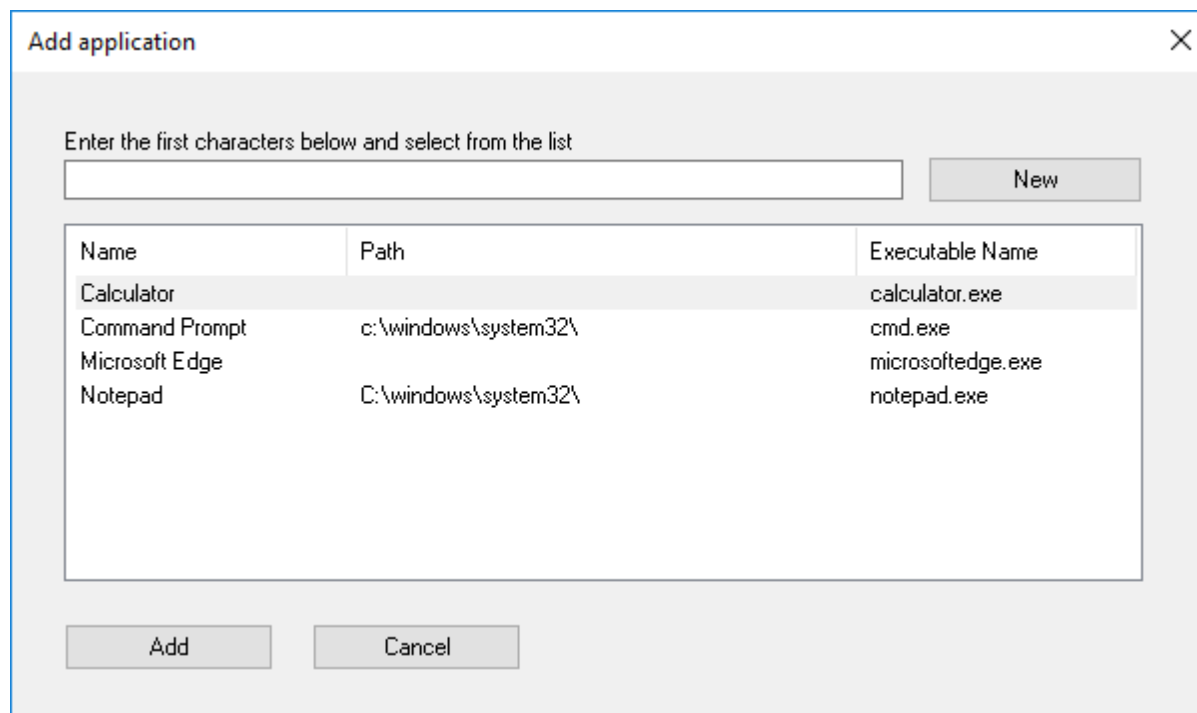 Add application
Enter the first characters below and select from the list
New
Name Path Executable Name
Calculator calculator.exe
Command Prompt c:\windows\system32\ cmd.exe
Microsoft Edge microsoftedge.exe
Notepad C:\windows\system32\ notepad.exe
Add Cancel